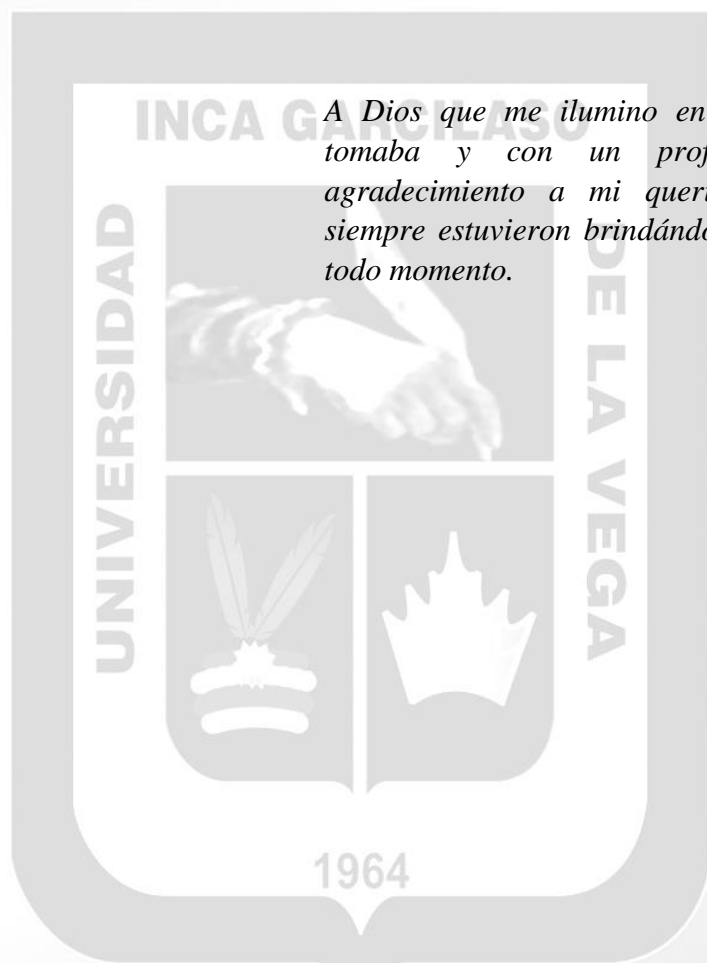 INCA GARCILASO
UNIVERSIDAD
DE LA VEGA
A Dios que me ilumino en
tomaba y con un
agradecimiento a mi
siempre estuvieron
todo momento.
1964